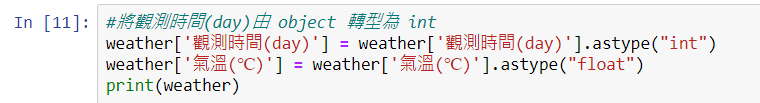 In [11]: #將觀測時間(day)由 object 轉型為 int
weather['觀測時間(day)'] = weather['觀測時間(day)'].astype("int")
weather['氣溫(℃)'] = weather['氣溫(℃)'].astype("float")
print(weather)